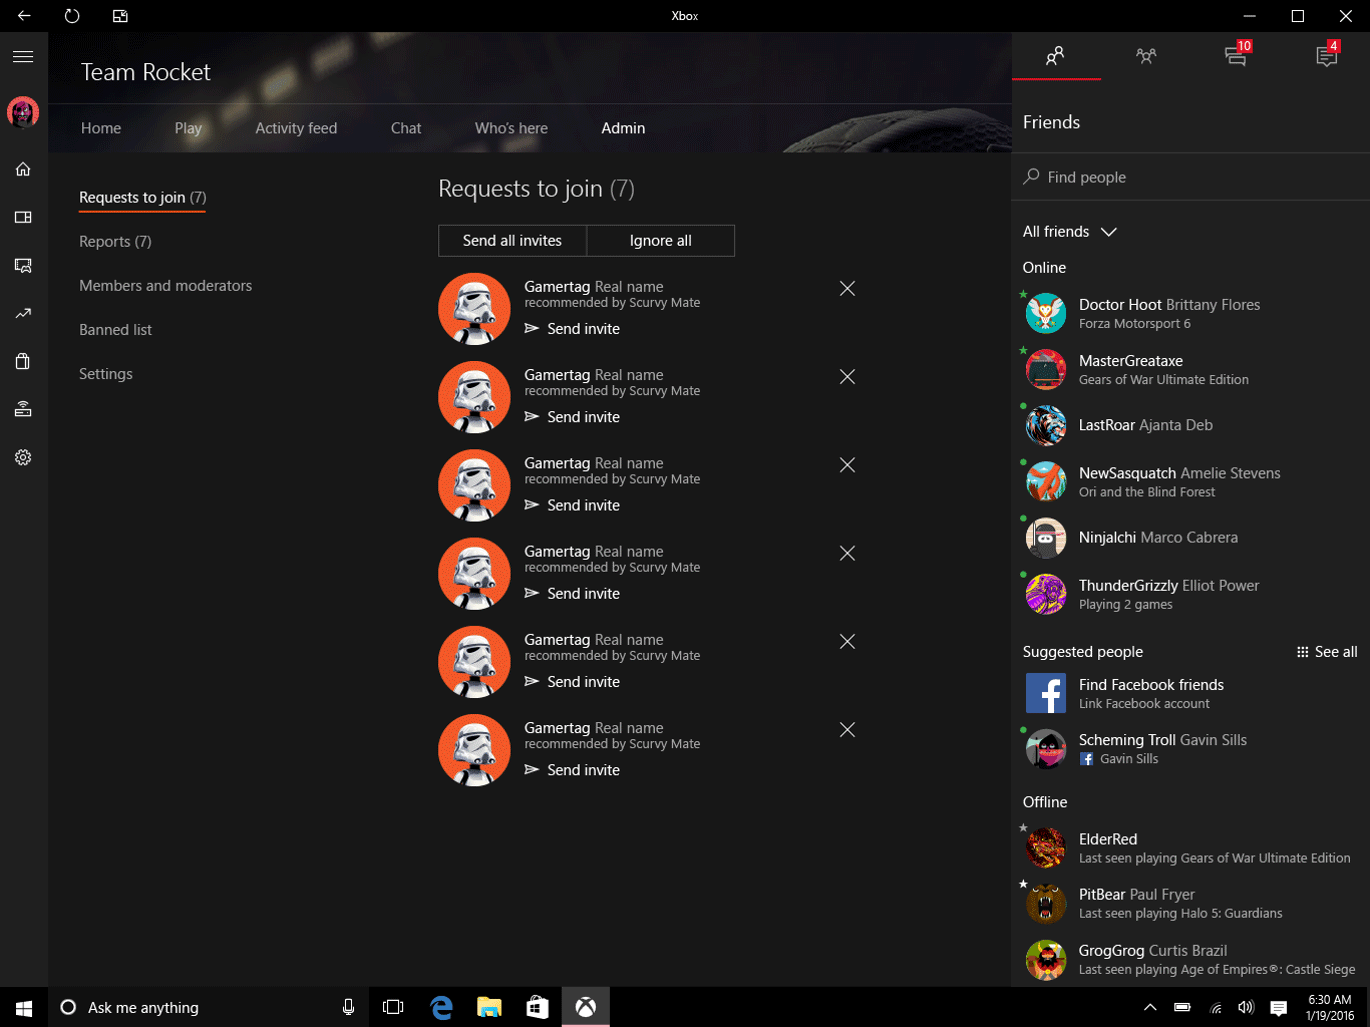 Xbox
Team Rocket
Home Play Activity feed Chat Who's here Admin
Requests to join (7)
Reports (7)
Members and moderators
Banned list
Settings
Requests to join (7)
Send all invites Ignore all
Gamertag Real name
recommended by Scurvy Mate
Send invite
Gamertag Real name
recommended by Scurvy Mate
Send invite
Gamertag Real name
recommended by Scurvy Mate
Send invite
Gamertag Real name
recommended by Scurvy Mate
Send invite
Gamertag Real name
recommended by Scurvy Mate
Send invite
Gamertag Real name
recommended by Scurvy Mate
Send invite
10 4
Friends
Find people
All friends
Online
Doctor Hoot Brittany Flores
Forza Motorsport 6
MasterGreataxe
Gears of War Ultimate Edition
LastRoar Ajanta Deb
NewSasquatch Amelie Stevens
Ori and the Blind Forest
Ninjalchi Marco Cabrera
ThunderGrizzly Elliot Power
Playing 2 games
Suggested people See all
Find Facebook friends
Link Facebook account
Scheming Troll Gavin Sills
Gavin Sills
Offline
ElderRed
Last seen playing Gears of War Ultimate Edition
PitBear Paul Fryer
Last seen playing Halo 5: Guardians
GrogGrog Curtis Brazil
Last seen playing Age of Empires®: Castle Siege
Ask me anything
6:30 AM
1/19/2016